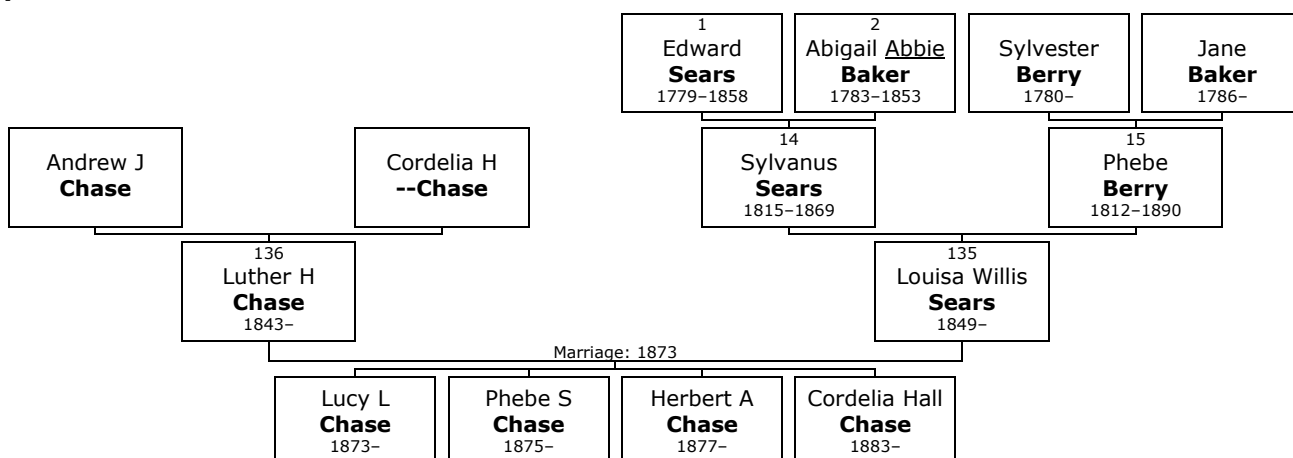 1
Edward
Sears
1779–1858
2
Abigail Abbie
Baker
1783–1853
Sylvester
Berry
1780–
Jane
Baker
1786–
Andrew J
Chase
Cordelia H
--Chase
14
Sylvanus
Sears
1815–1869
15
Phebe
Berry
1812–1890
136
Luther H
Chase
1843–
135
Louisa Willis
Sears
1849–
Marriage: 1873
Lucy L
Chase
1873–
Phebe S
Chase
1875–
Herbert A
Chase
1877–
Cordelia Hall
Chase
1883–